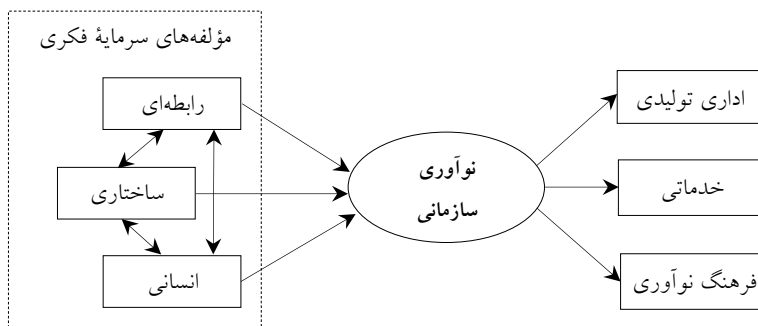 مؤلفه‌های سرمایهٔ فکری
رابطه‌ای
ساختاری
انسانی
نوآوری
سازمانی
اداری تولیدی
خدماتی
فرهنگ نوآوری